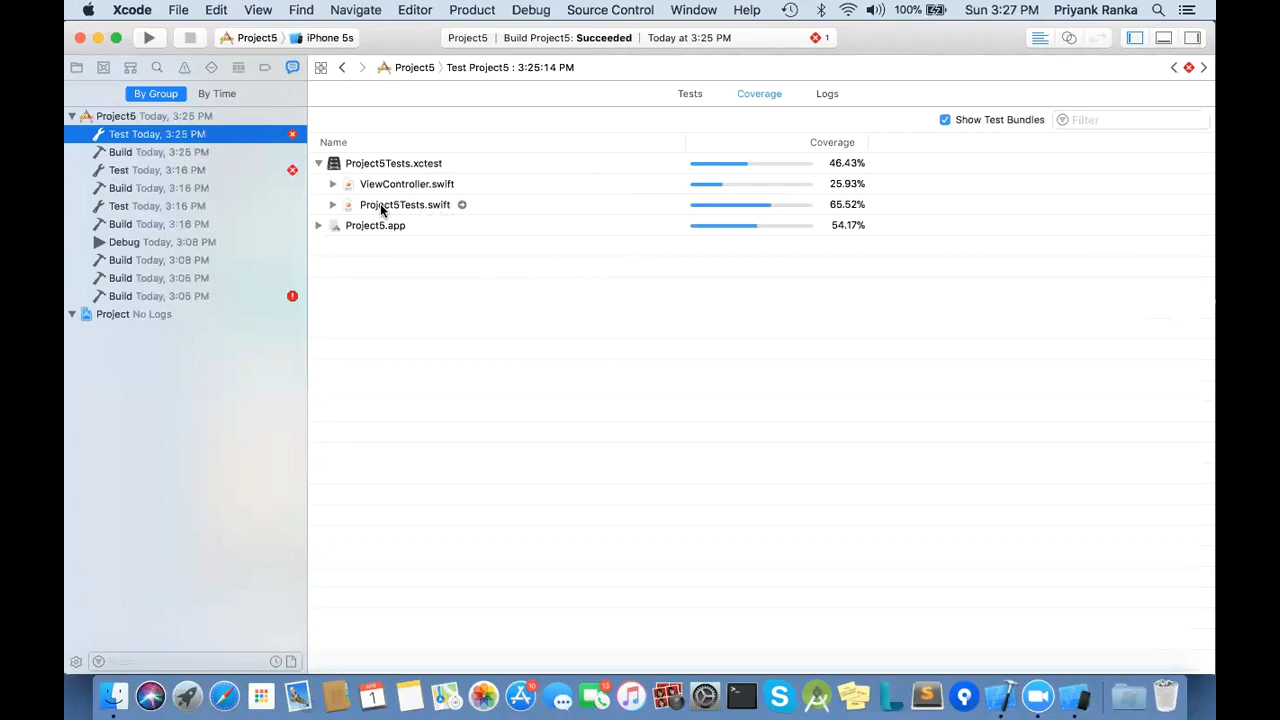 Xcode File Edit View Find Navigate Editor Product Debug Source Control Window Help 100% Sun 3:27 PM Priyank Ranka
Project5 iPhone 5s Project5 | Build Project5: Succeeded | Today at 3:25 PM 1
Project5 Test Project5 : 3:25:14 PM
By Group By Time
Tests Coverage Logs
Show Test Bundles Filter
Project5 Today, 3:25 PM
Test Today, 3:25 PM
Build Today, 3:25 PM
Test Today, 3:16 PM
Build Today, 3:16 PM
Test Today, 3:16 PM
Build Today, 3:16 PM
Debug Today, 3:08 PM
Build Today, 3:08 PM
Build Today, 3:05 PM
Build Today, 3:05 PM
Project No Logs
Name Coverage
Project5Tests.xctest 46.43%
ViewController.swift 25.93%
Project5Tests.swift 65.52%
Project5.app 54.17%
Filter
APR
1